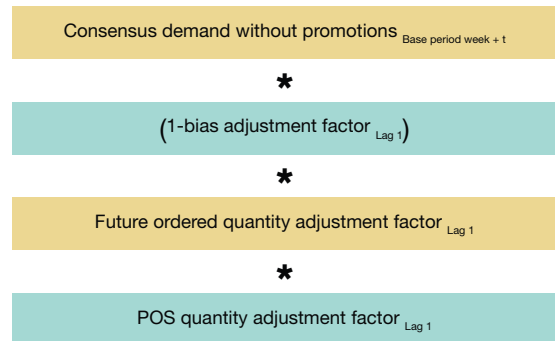 Consensus demand without promotions Base period week + t
*
(1-bias adjustment factor Lag 1)
*
Future ordered quantity adjustment factor Lag 1
*
POS quantity adjustment factor Lag 1